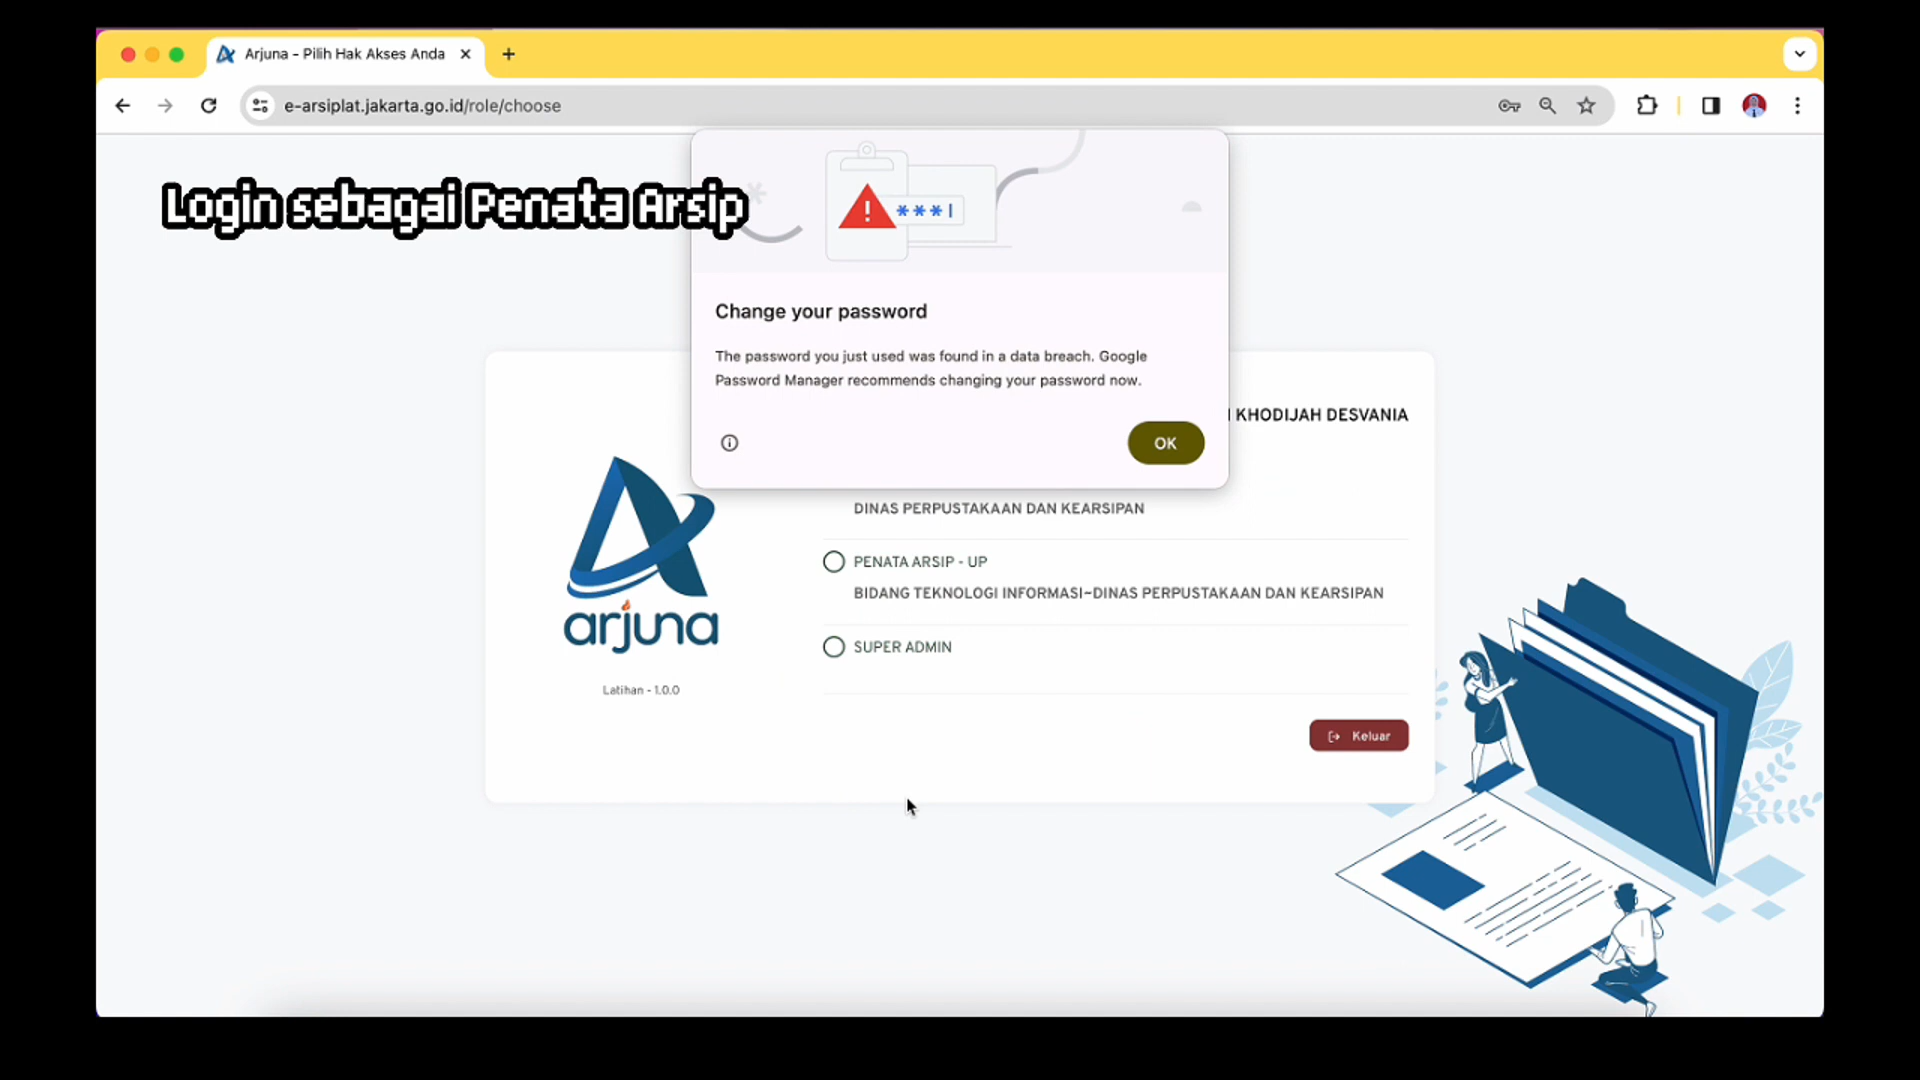 Arjuna - Pilih Hak Akses Anda
e-arsiplat.jakarta.go.id/role/choose
Login sebagai Penata Arsip
***|
Change your password
The password you just used was found in a data breach. Google
Password Manager recommends changing your password now.
OK
KHODIJAH DESVANIA
DINAS PERPUSTAKAAN DAN KEARSIPAN
PENATA ARSIP - UP
BIDANG TEKNOLOGI INFORMASI~DINAS PERPUSTAKAAN DAN KEARSIPAN
SUPER ADMIN
arjuna
Latihan - 1.0.0
Keluar